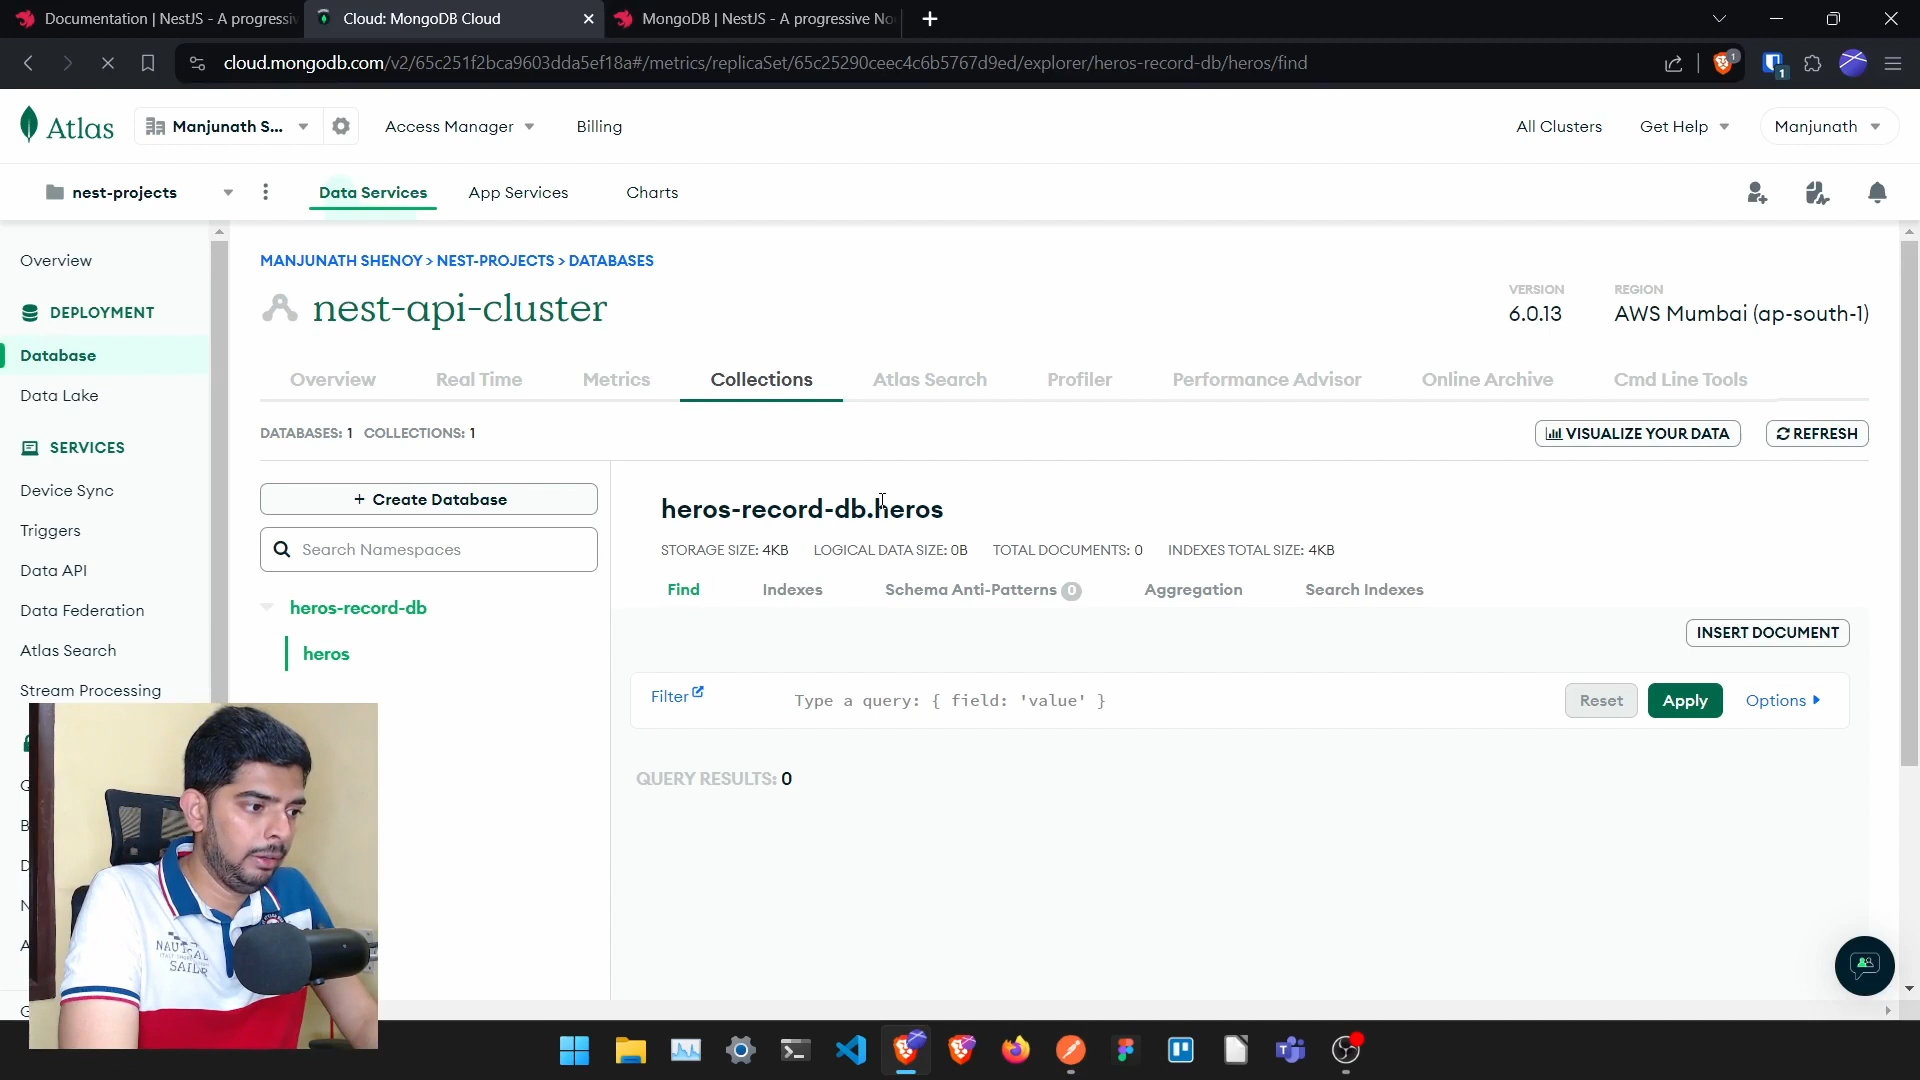 Documentation | NestJS - A progressiv
Cloud: MongoDB Cloud
MongoDB | NestJS - A progressive No
cloud.mongodb.com/v2/65c251f2bca9603dda5ef18a#/metrics/replicaSet/65c25290ceec4c6b5767d9ed/explorer/heros-record-db/heros/find
1
1
Atlas
Manjunath S...
Access Manager
Billing
All Clusters
Get Help
Manjunath
nest-projects
Data Services
App Services
Charts
Overview
DEPLOYMENT
Database
Data Lake
SERVICES
Device Sync
Triggers
Data API
Data Federation
Atlas Search
Stream Processing
MANJUNATH SHENOY > NEST-PROJECTS > DATABASES
nest-api-cluster
VERSION
6.0.13
REGION
AWS Mumbai (ap-south-1)
Overview
Real Time
Metrics
Collections
Atlas Search
Profiler
Performance Advisor
Online Archive
Cmd Line Tools
DATABASES: 1 COLLECTIONS: 1
VISUALIZE YOUR DATA
REFRESH
+ Create Database
Search Namespaces
heros-record-db
heros
heros-record-db.heros
STORAGE SIZE: 4KB LOGICAL DATA SIZE: 0B TOTAL DOCUMENTS: 0 INDEXES TOTAL SIZE: 4KB
Find
Indexes
Schema Anti-Patterns 0
Aggregation
Search Indexes
INSERT DOCUMENT
Filter
Type a query: { field: 'value' }
Reset
Apply
Options
QUERY RESULTS: 0
NAUTICAL
SAILR